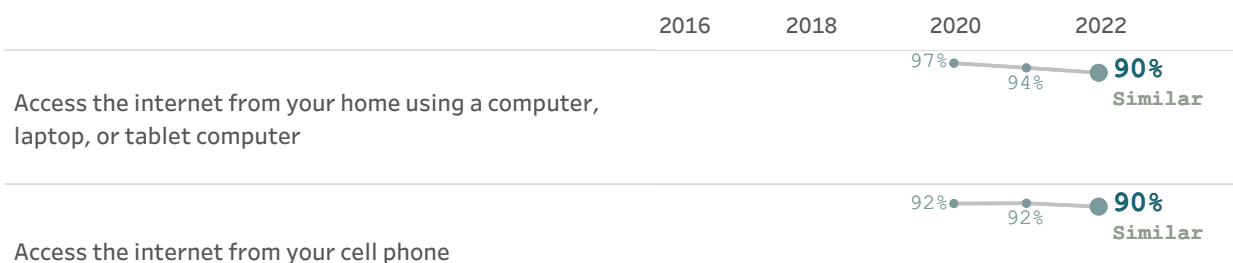 2016 2018 2020 2022
97% 90%
94%
Similar
Access the internet from your home using a computer,
laptop, or tablet computer
92% 90%
92%
Similar
Access the internet from your cell phone